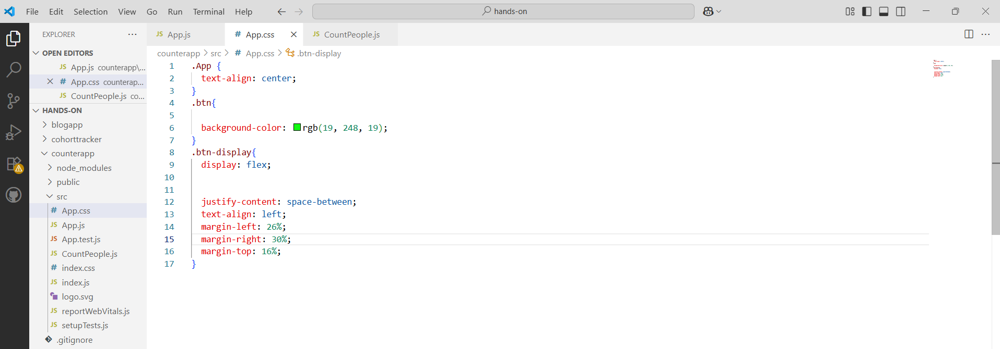 File Edit Selection View Go Run Terminal Help hands-on
EXPLORER
OPEN EDITORS
JS App.js counterapp\...
# App.css counterap...
JS CountPeople.js co...
HANDS-ON
blogapp
cohorttracker
counterapp
node_modules
public
src
# App.css
JS App.js
JS App.test.js
JS CountPeople.js
# index.css
JS index.js
logo.svg
JS reportWebVitals.js
JS setupTests.js
.gitignore
JS App.js # App.css JS CountPeople.js
counterapp > src > # App.css > .btn-display
1 .App {
2 text-align: center;
3 }
4 .btn{
5
6 background-color: rgb(19, 248, 19);
7 }
8 .btn-display{
9 display: flex;
10
11
12 justify-content: space-between;
13 text-align: left;
14 margin-left: 26%;
15 margin-right: 30%;
16 margin-top: 16%;
17 }